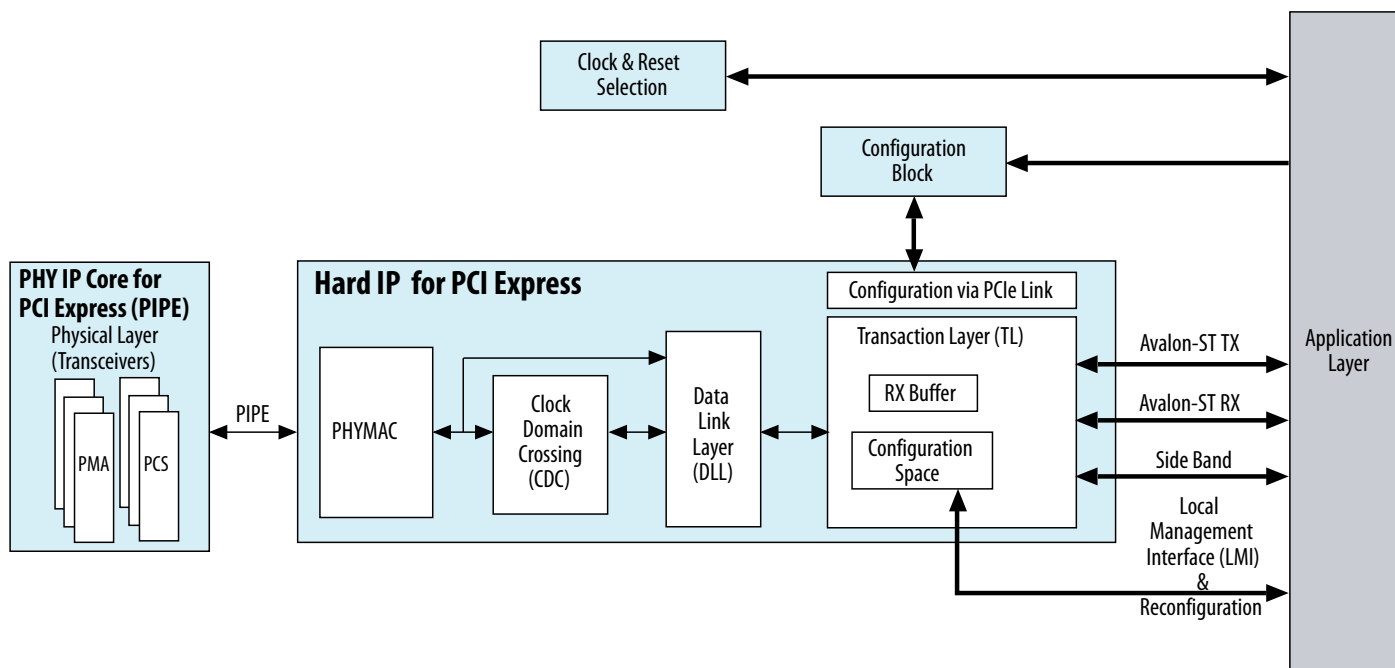 Clock & Reset
Selection
Configuration
Block
PHY IP Core for
PCI Express (PIPE)
Physical Layer
(Transceivers)
PMA
PCS
PIPE
Hard IP for PCI Express
PHYMAC
Clock
Domain
Crossing
(CDC)
Data
Link
Layer
(DLL)
Configuration via PCIe Link
Transaction Layer (TL)
RX Buffer
Configuration
Space
Avalon-ST TX
Avalon-ST RX
Side Band
Local
Management
Interface (LMI)
&
Reconfiguration
Application
Layer